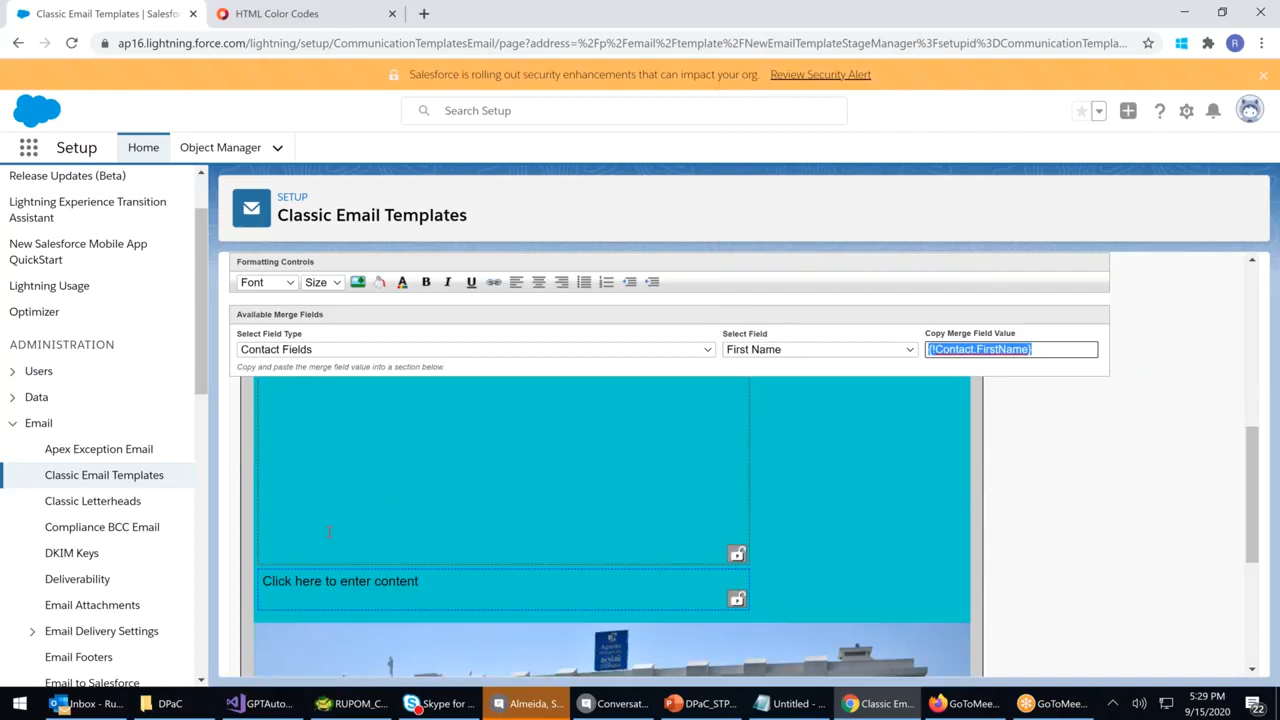 Classic Email Templates | Salesfo
HTML Color Codes
ap16.lightning.force.com/lightning/setup/CommunicationTemplatesEmail/page?address=%2Fp%2Femail%2Ftemplate%2FNewEmailTemplateStageManager%3Fsetupid%3DCommunicationTempla...
R
Salesforce is rolling out security enhancements that can impact your org. Review Security Alert
Search Setup
Setup
Home
Object Manager
Release Updates (Beta)
Lightning Experience Transition
Assistant
New Salesforce Mobile App
QuickStart
Lightning Usage
Optimizer
ADMINISTRATION
Users
Data
Email
Apex Exception Email
Classic Email Templates
Classic Letterheads
Compliance BCC Email
DKIM Keys
Deliverability
Email Attachments
Email Delivery Settings
Email Footers
Email to Salesforce
SETUP
Classic Email Templates
Formatting Controls
Font
Size
A B I U
Available Merge Fields
Select Field Type
Select Field
Copy Merge Field Value
Contact Fields
First Name
{!Contact.FirstName}
Copy and paste the merge field value into a section below.
Click here to enter content
Inbox - Ru...
DPaC
GPTAuto...
RUPOM_C...
Skype for ...
Almeida, S...
Conversat...
DPaC_STP...
Untitled - ...
Classic Em...
GoToMee...
GoToMee...
5:29 PM
9/15/2020
22